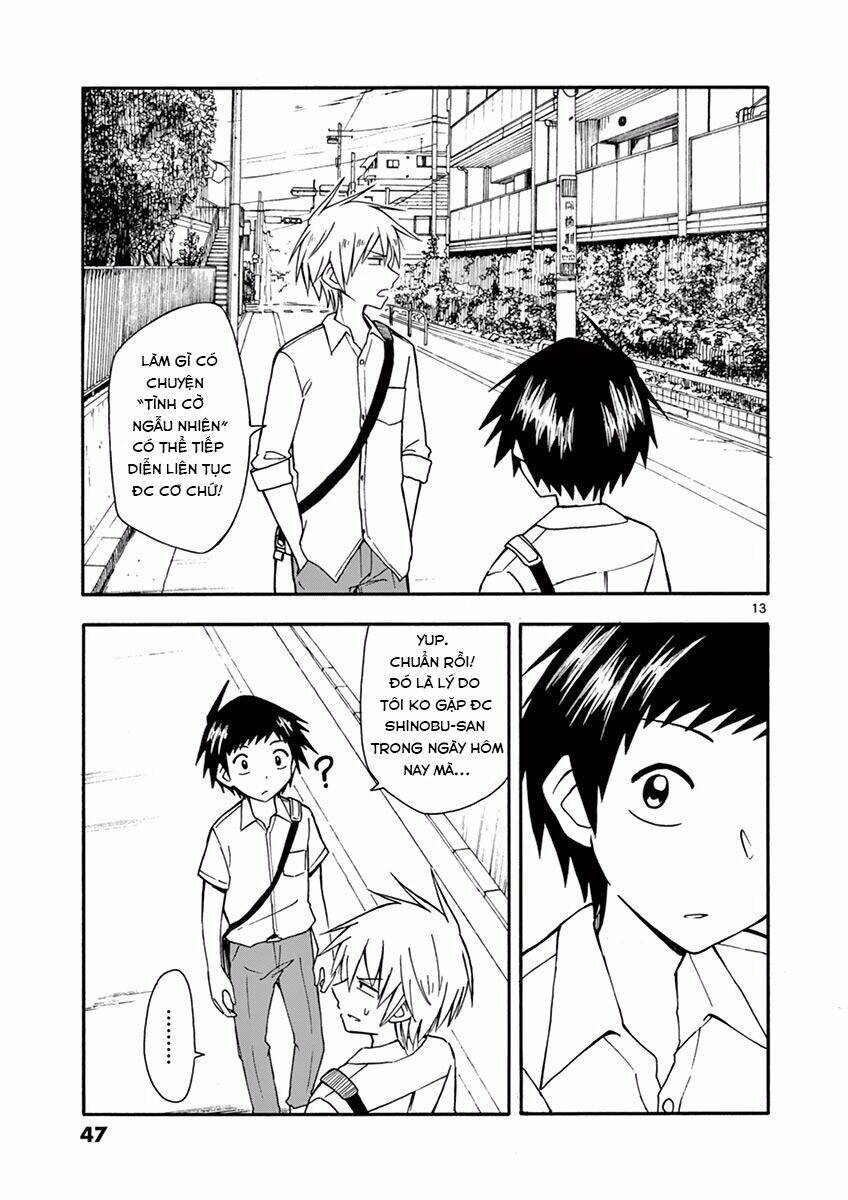 LÀM GÌ CÓ
CHUYỆN
“TÌNH CỜ
NGẪU NHIÊN”
CÓ THỂ TIẾP
DIỄN LIÊN TỤC
ĐC CƠ CHỨ!
13
YUP.
CHUẨN RỒI!
ĐÓ LÀ LÝ DO
TÔI KO GẶP ĐC
SHINOBU-SAN
TRONG NGÀY HÔM
NAY MÀ...
?
.........
47